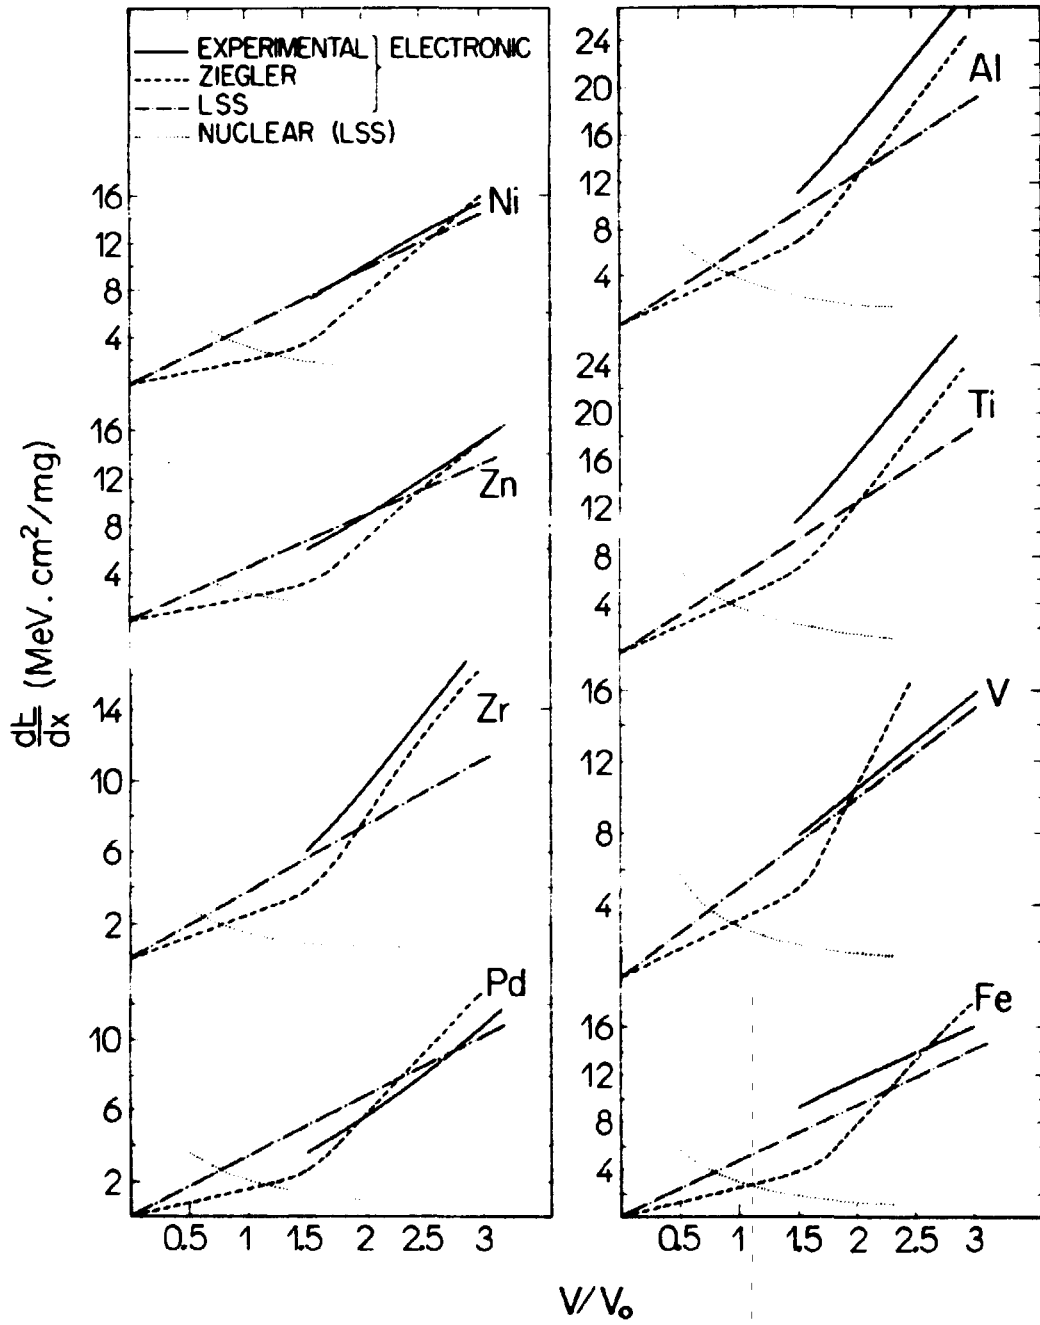 EXPERIMENTAL } ELECTRONIC
ZIEGLER
LSS
NUCLEAR (LSS)
16
12
8
4
Ni
16
12
8
4
Zn
14
10
6
2
Zr
10
6
2
Pd
24
20
16
12
8
4
Al
24
20
16
12
8
4
Ti
16
12
8
4
V
16
12
8
4
Fe
dE/dx (MeV.cm²/mg)
0.5 1 1.5 2 2.5 3
0.5 1 1.5 2 2.5 3
V/V₀